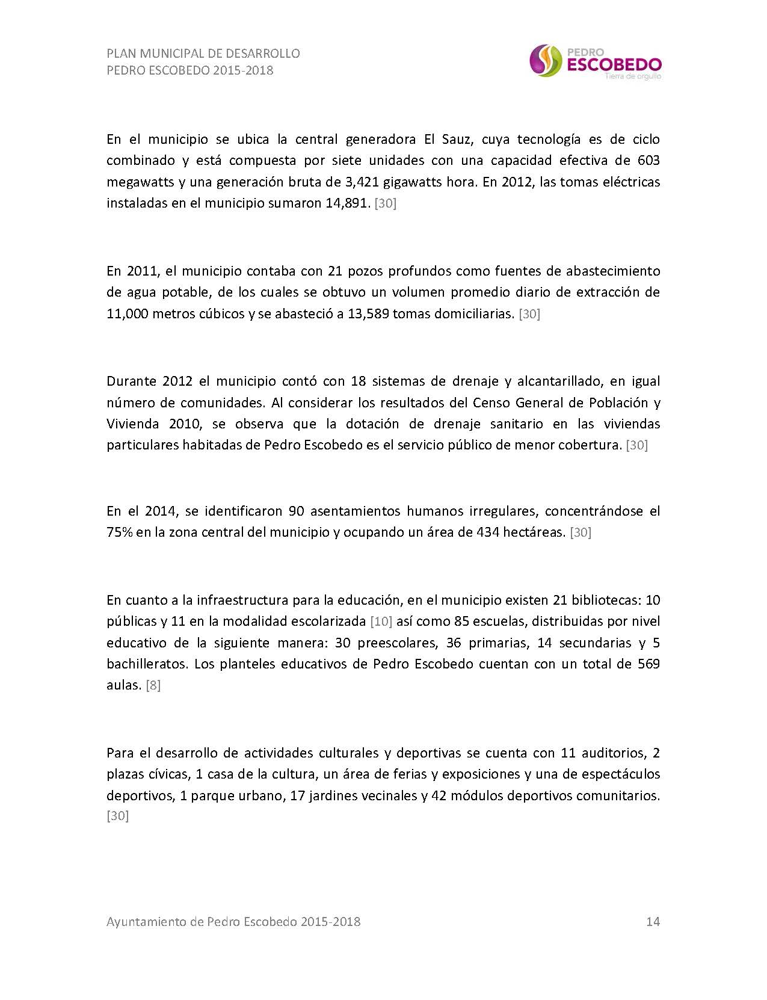 PLAN MUNICIPAL DE DESARROLLO
PEDRO ESCOBEDO 2015-2018
PEDRO
ESCOBEDO
Tierra de orgullo
En el municipio se ubica la central generadora El Sauz, cuya tecnología es de ciclo
combinado y está compuesta por siete unidades con una capacidad efectiva de 603
megawatts y una generación bruta de 3,421 gigawatts hora. En 2012, las tomas eléctricas
instaladas en el municipio sumaron 14,891. [30]
En 2011, el municipio contaba con 21 pozos profundos como fuentes de abastecimiento
de agua potable, de los cuales se obtuvo un volumen promedio diario de extracción de
11,000 metros cúbicos y se abasteció a 13,589 tomas domiciliarias. [30]
Durante 2012 el municipio contó con 18 sistemas de drenaje y alcantarillado, en igual
número de comunidades. Al considerar los resultados del Censo General de Población y
Vivienda 2010, se observa que la dotación de drenaje sanitario en las viviendas
particulares habitadas de Pedro Escobedo es el servicio público de menor cobertura. [30]
En el 2014, se identificaron 90 asentamientos humanos irregulares, concentrándose el
75% en la zona central del municipio y ocupando un área de 434 hectáreas. [30]
En cuanto a la infraestructura para la educación, en el municipio existen 21 bibliotecas: 10
públicas y 11 en la modalidad escolarizada [10] así como 85 escuelas, distribuidas por nivel
educativo de la siguiente manera: 30 preescolares, 36 primarias, 14 secundarias y 5
bachilleratos. Los planteles educativos de Pedro Escobedo cuentan con un total de 569
aulas. [8]
Para el desarrollo de actividades culturales y deportivas se cuenta con 11 auditorios, 2
plazas cívicas, 1 casa de la cultura, un área de ferias y exposiciones y una de espectáculos
deportivos, 1 parque urbano, 17 jardines vecinales y 42 módulos deportivos comunitarios.
[30]
Ayuntamiento de Pedro Escobedo 2015-2018 14